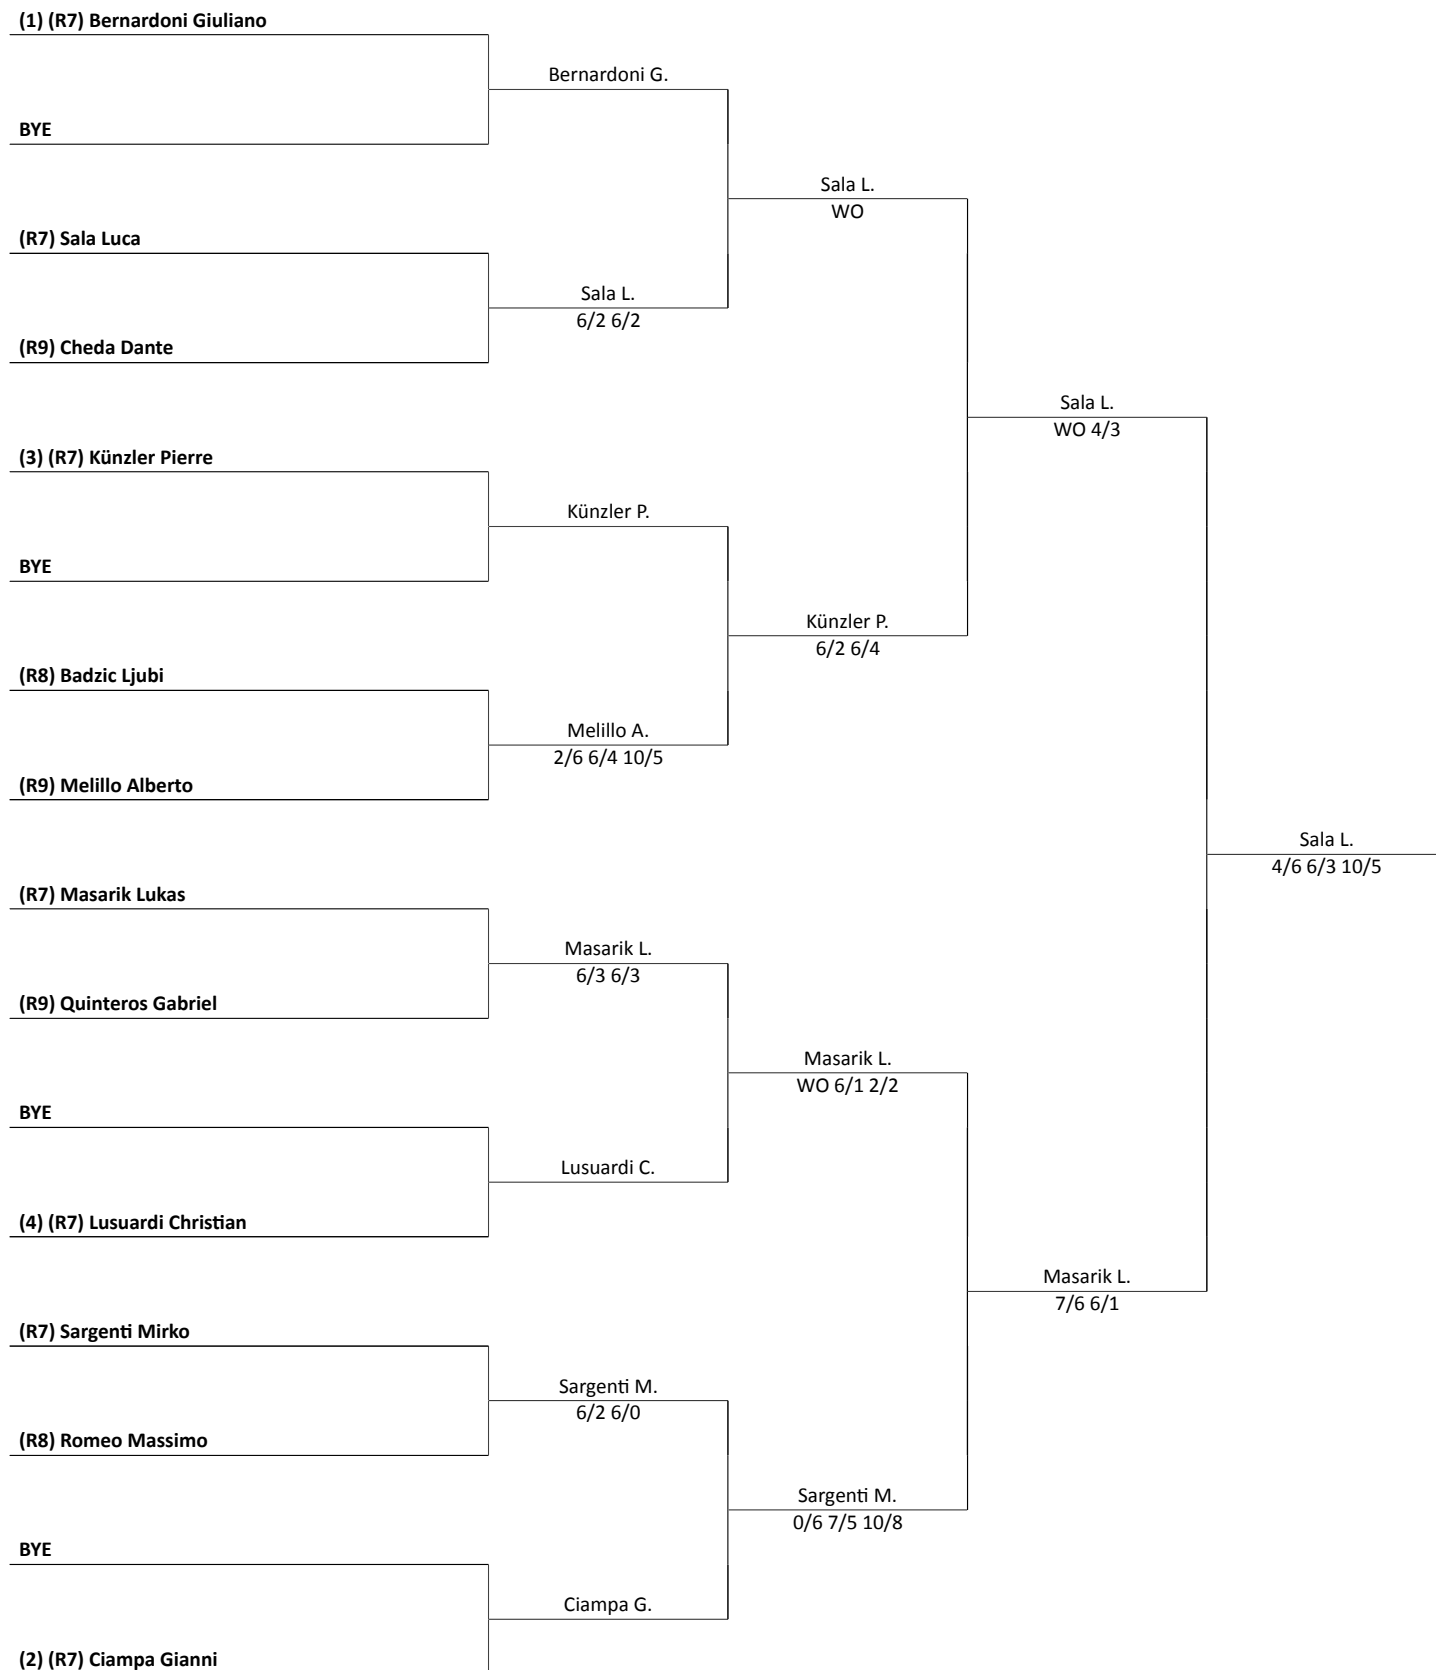 (1) (R7) Bernardoni Giuliano
Bernardoni G.
BYE
Sala L.
WO
(R7) Sala Luca
Sala L.
6/2 6/2
(R9) Cheda Dante
Sala L.
WO 4/3
(3) (R7) Künzler Pierre
Künzler P.
BYE
Künzler P.
6/2 6/4
(R8) Badzic Ljubi
Melillo A.
2/6 6/4 10/5
(R9) Melillo Alberto
Sala L.
4/6 6/3 10/5
(R7) Masarik Lukas
Masarik L.
6/3 6/3
(R9) Quinteros Gabriel
Masarik L.
WO 6/1 2/2
BYE
Lusuardi C.
(4) (R7) Lusuardi Christian
Masarik L.
7/6 6/1
(R7) Sargenti Mirko
Sargenti M.
6/2 6/0
(R8) Romeo Massimo
Sargenti M.
0/6 7/5 10/8
BYE
Ciampa G.
(2) (R7) Ciampa Gianni